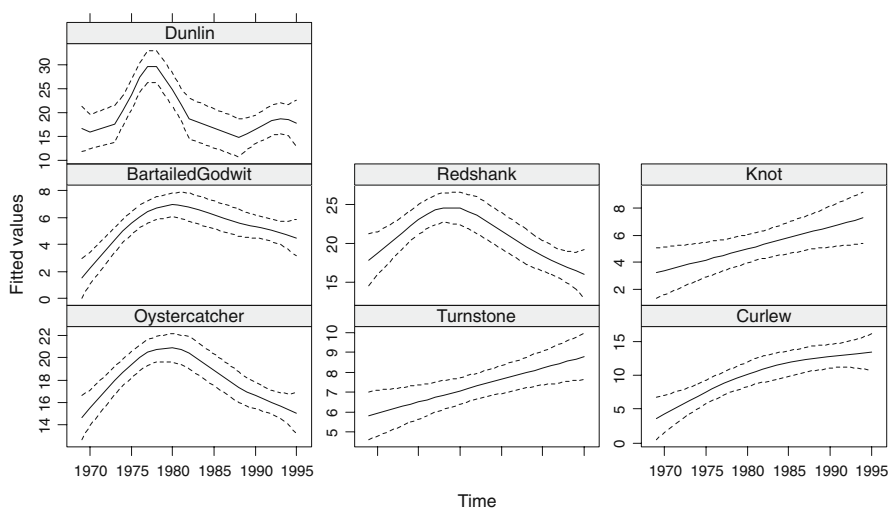 1970 1975 1980 1985 1990 1995
Dunlin
10 15 20 25 30
BartailedGodwit
0 2 4 6 8
Redshank
15 20 25
Knot
2 4 6 8
Fitted values
Oystercatcher
14 16 18 20 22
Turnstone
5 6 7 8 9 10
Curlew
0 5 10 15
1970 1975 1980 1985 1990 1995
Time